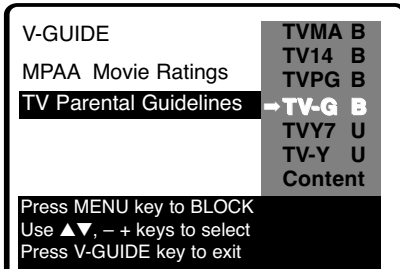 V-GUIDE
MPAA Movie Ratings
TV Parental Guidelines
TVMA B
TV14 B
TVPG B
➡TV-G B
TVY7 U
TV-Y U
Content
Press MENU key to BLOCK
Use ▲▼, – + keys to select
Press V-GUIDE key to exit